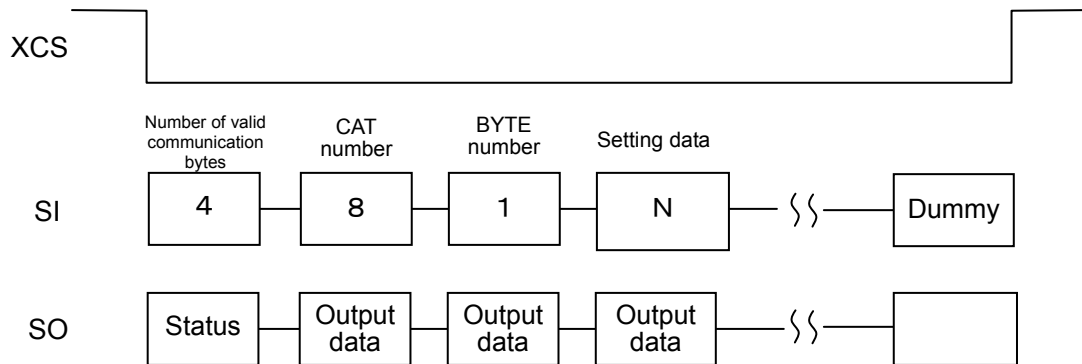 XCS
Number of valid
communication
bytes
CAT
number
BYTE
number
Setting data
SI
4
8
1
N
Dummy
SO
Status
Output
data
Output
data
Output
data